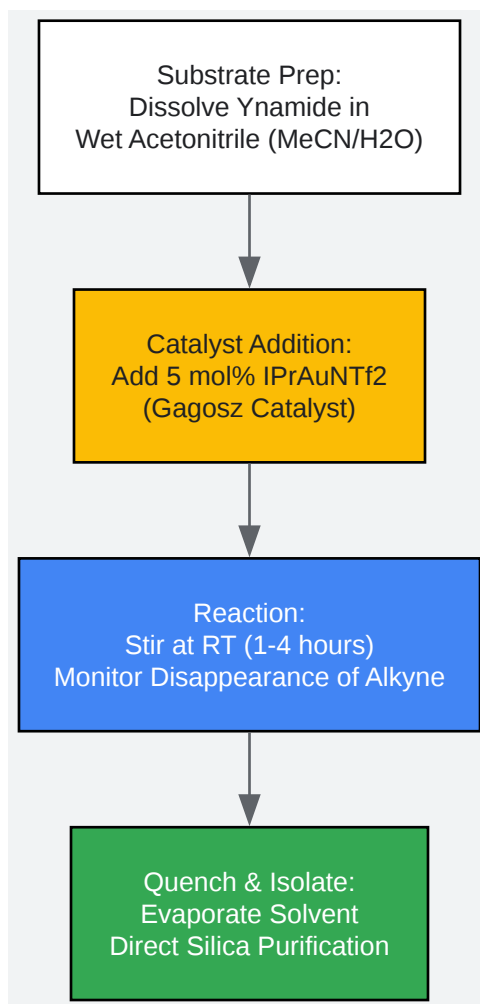 Substrate Prep:
Dissolve Ynamide in
Wet Acetonitrile (MeCN/H2O)
Catalyst Addition:
Add 5 mol% IPrAuNTf2
(Gagosz Catalyst)
Reaction:
Stir at RT (1-4 hours)
Monitor Disappearance of Alkyne
Quench & Isolate:
Evaporate Solvent
Direct Silica Purification